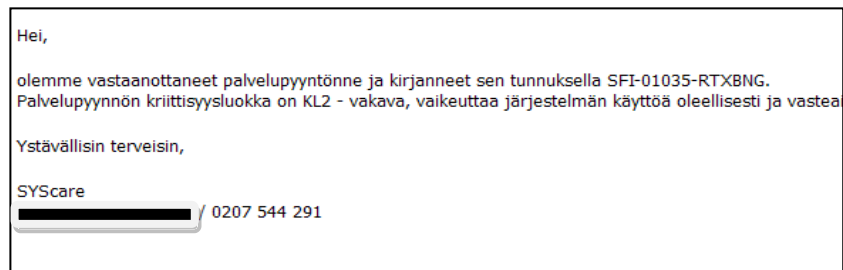 Hei,
olemme vastaanottaneet palvelupyyntönne ja kirjanneet sen tunnuksella SFI-01035-RTXBNG.
Palvelupyynnön kriittisyysluokka on KL2 - vakava, vaikeuttaa järjestelmän käyttöä oleellisesti ja
Ystävällisin terveisin,
SYScare
/ 0207 544 291